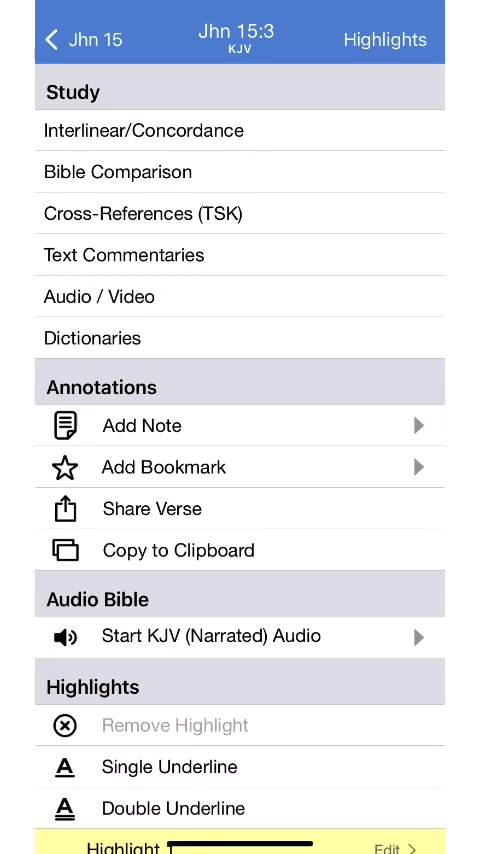 Jhn 15
Jhn 15:3
KJV
Highlights
Study
Interlinear/Concordance
Bible Comparison
Cross-References (TSK)
Text Commentaries
Audio / Video
Dictionaries
Annotations
Add Note
Add Bookmark
Share Verse
Copy to Clipboard
Audio Bible
Start KJV (Narrated) Audio
Highlights
Remove Highlight
A Single Underline
A Double Underline
Highlight 1
Edit